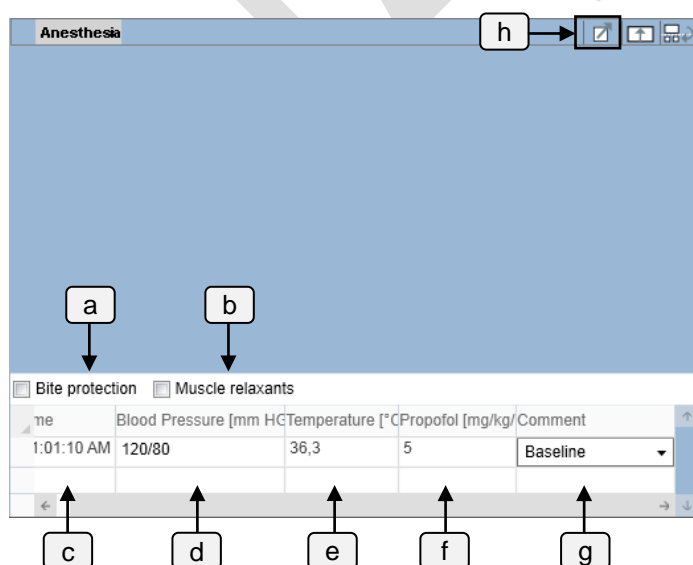 Anesthesia
h
a
b
Bite protection Muscle relaxants
me Blood Pressure [mm HG Temperature [°C Propofol [mg/kg/ Comment
1:01:10 AM 120/80 36,3 5 Baseline
c d e f g